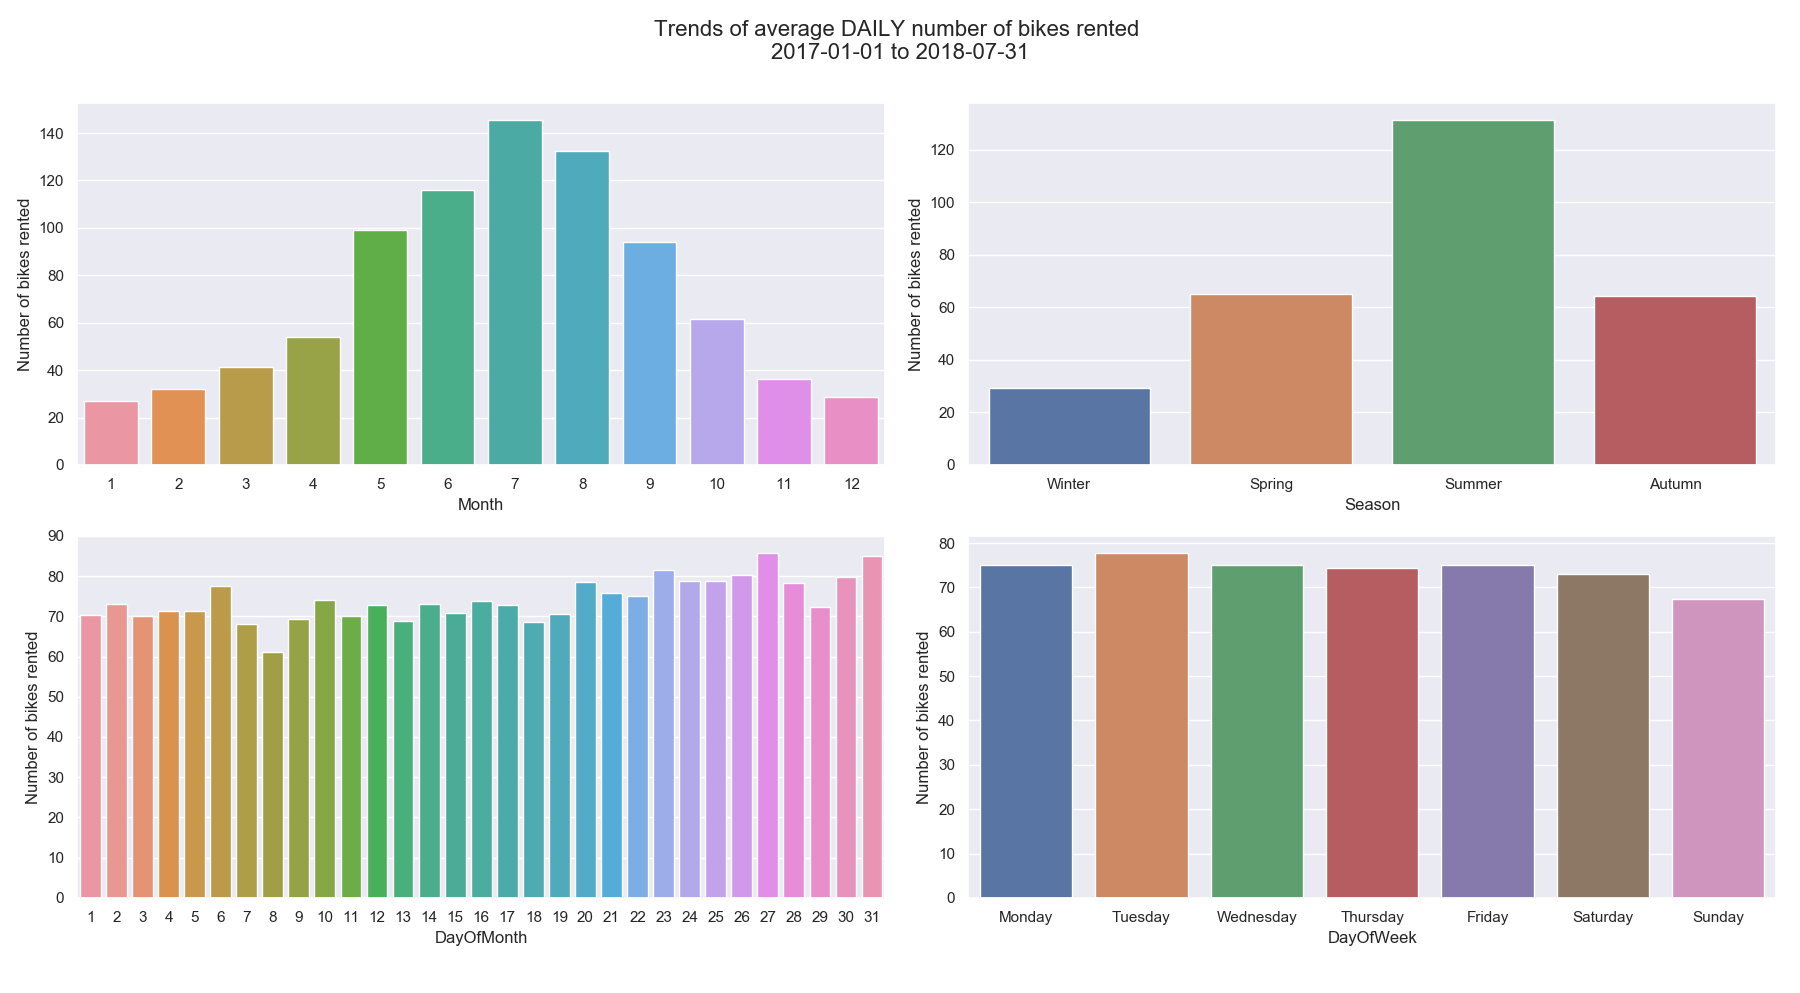 Trends of average DAILY number of bikes rented
2017-01-01 to 2018-07-31
Number of bikes rented
140
120
100
80
60
40
20
0
1 2 3 4 5 6 7 8 9 10 11 12
Month
Number of bikes rented
120
100
80
60
40
20
0
Winter Spring Summer Autumn
Season
Number of bikes rented
90
80
70
60
50
40
30
20
10
0
1 2 3 4 5 6 7 8 9 10 11 12 13 14 15 16 17 18 19 20 21 22 23 24 25 26 27 28 29 30 31
DayOfMonth
Number of bikes rented
80
70
60
50
40
30
20
10
0
Monday Tuesday Wednesday Thursday Friday Saturday Sunday
DayOfWeek